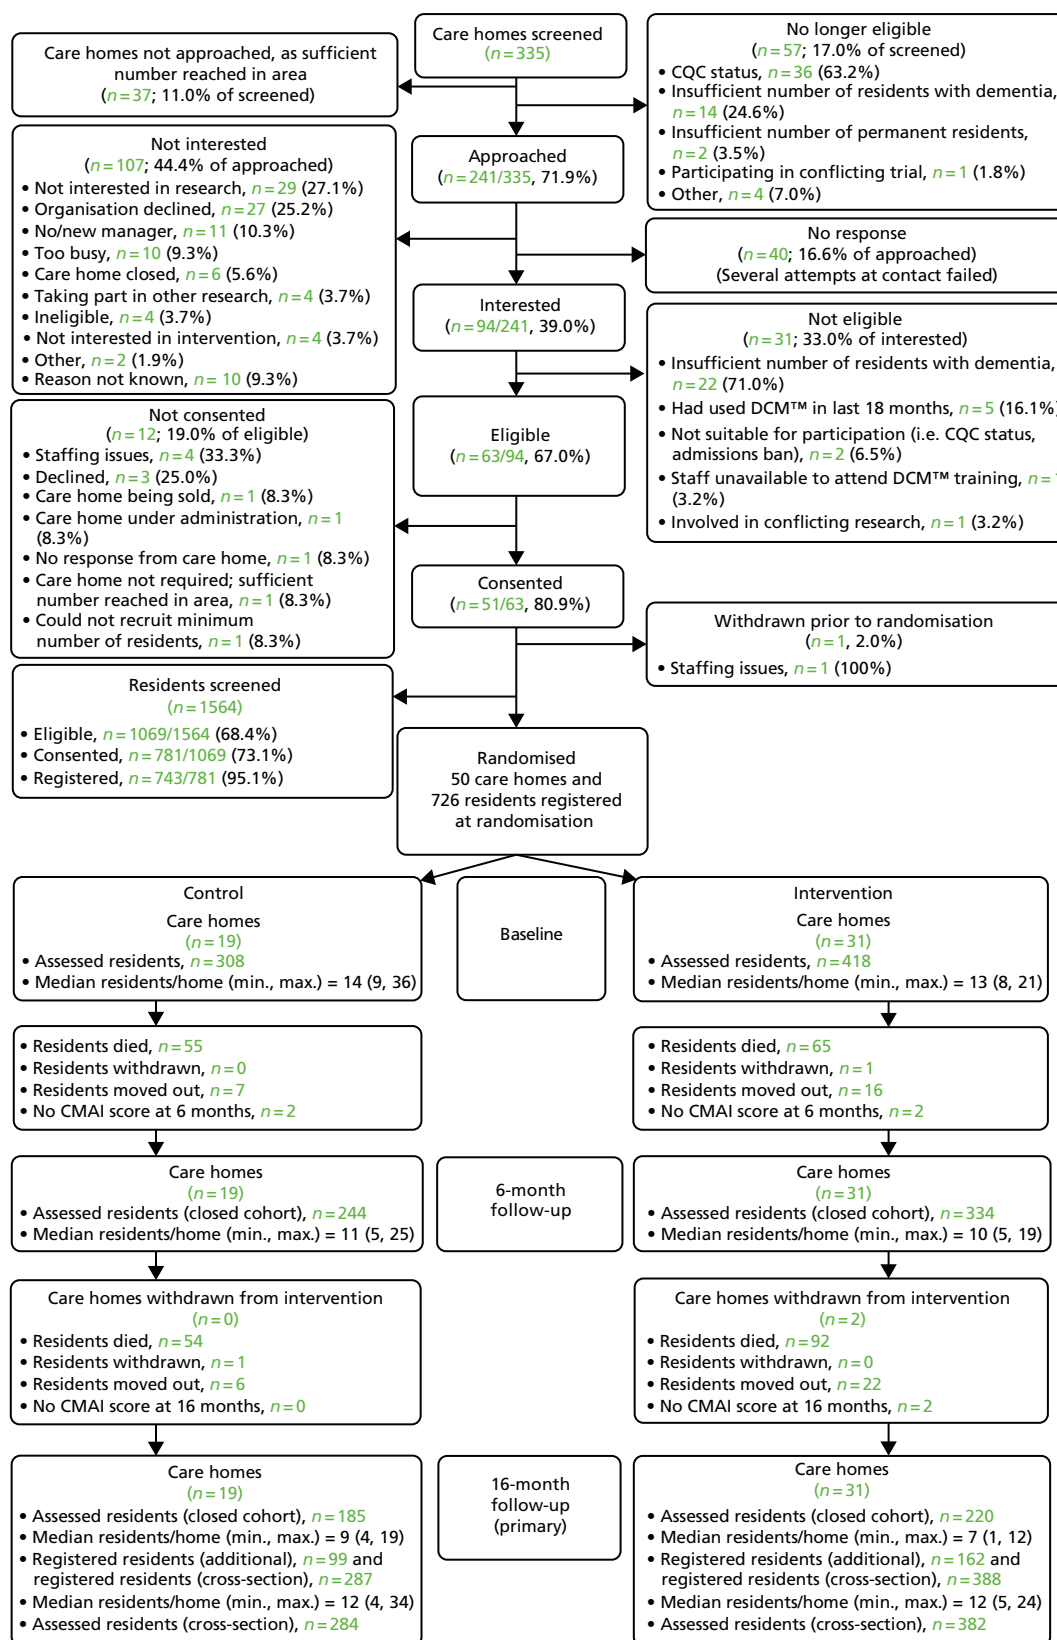 Care homes screened
(n=335)
Care homes not approached, as sufficient
number reached in area
(n=37; 11.0% of screened)
No longer eligible
(n=57; 17.0% of screened)
• CQC status, n=36 (63.2%)
• Insufficient number of residents with dementia,
n=14 (24.6%)
• Insufficient number of permanent residents,
n=2 (3.5%)
• Participating in conflicting trial, n=1 (1.8%)
• Other, n=4 (7.0%)
Approached
(n=241/335, 71.9%)
Not interested
(n=107; 44.4% of approached)
• Not interested in research, n=29 (27.1%)
• Organisation declined, n=27 (25.2%)
• No/new manager, n=11 (10.3%)
• Too busy, n=10 (9.3%)
• Care home closed, n=6 (5.6%)
• Taking part in other research, n=4 (3.7%)
• Ineligible, n=4 (3.7%)
• Not interested in intervention, n=4 (3.7%)
• Other, n=2 (1.9%)
• Reason not known, n=10 (9.3%)
No response
(n=40; 16.6% of approached)
(Several attempts at contact failed)
Interested
(n=94/241, 39.0%)
Not eligible
(n=31; 33.0% of interested)
• Insufficient number of residents with dementia,
n=22 (71.0%)
• Had used DCM™ in last 18 months, n=5 (16.1%)
• Not suitable for participation (i.e. CQC status,
admissions ban), n=2 (6.5%)
• Staff unavailable to attend DCM™ training, n=1
(3.2%)
• Involved in conflicting research, n=1 (3.2%)
Eligible
(n=63/94, 67.0%)
Not consented
(n=12; 19.0% of eligible)
• Staffing issues, n=4 (33.3%)
• Declined, n=3 (25.0%)
• Care home being sold, n=1 (8.3%)
• Care home under administration, n=1
(8.3%)
• No response from care home, n=1 (8.3%)
• Care home not required; sufficient
number reached in area, n=1 (8.3%)
• Could not recruit minimum
number of residents, n=1 (8.3%)
Consented
(n=51/63, 80.9%)
Withdrawn prior to randomisation
(n=1, 2.0%)
• Staffing issues, n=1 (100%)
Residents screened
(n=1564)
• Eligible, n=1069/1564 (68.4%)
• Consented, n=781/1069 (73.1%)
• Registered, n=743/781 (95.1%)
Randomised
50 care homes and
726 residents registered
at randomisation
Control
Care homes
(n=19)
• Assessed residents, n=308
• Median residents/home (min., max.) = 14 (9, 36)
Baseline
Intervention
Care homes
(n=31)
• Assessed residents, n=418
• Median residents/home (min., max.) = 13 (8, 21)
• Residents died, n=55
• Residents withdrawn, n=0
• Residents moved out, n=7
• No CMAI score at 6 months, n=2
• Residents died, n=65
• Residents withdrawn, n=1
• Residents moved out, n=16
• No CMAI score at 6 months, n=2
Care homes
(n=19)
• Assessed residents (closed cohort), n=244
• Median residents/home (min., max.) = 11 (5, 25)
6-month
follow-up
Care homes
(n=31)
• Assessed residents (closed cohort), n=334
• Median residents/home (min., max.) = 10 (5, 19)
Care homes withdrawn from intervention
(n=0)
• Residents died, n=54
• Residents withdrawn, n=1
• Residents moved out, n=6
• No CMAI score at 16 months, n=0
Care homes withdrawn from intervention
(n=2)
• Residents died, n=92
• Residents withdrawn, n=0
• Residents moved out, n=22
• No CMAI score at 16 months, n=2
Care homes
(n=19)
• Assessed residents (closed cohort), n=185
• Median residents/home (min., max.) = 9 (4, 19)
• Registered residents (additional), n=99 and
registered residents (cross-section), n=287
• Median residents/home (min., max.) = 12 (4, 34)
• Assessed residents (cross-section), n=284
16-month
follow-up
(primary)
Care homes
(n=31)
• Assessed residents (closed cohort), n=220
• Median residents/home (min., max.) = 7 (1, 12)
• Registered residents (additional), n=162 and
registered residents (cross-section), n=388
• Median residents/home (min., max.) = 12 (5, 24)
• Assessed residents (cross-section), n=382